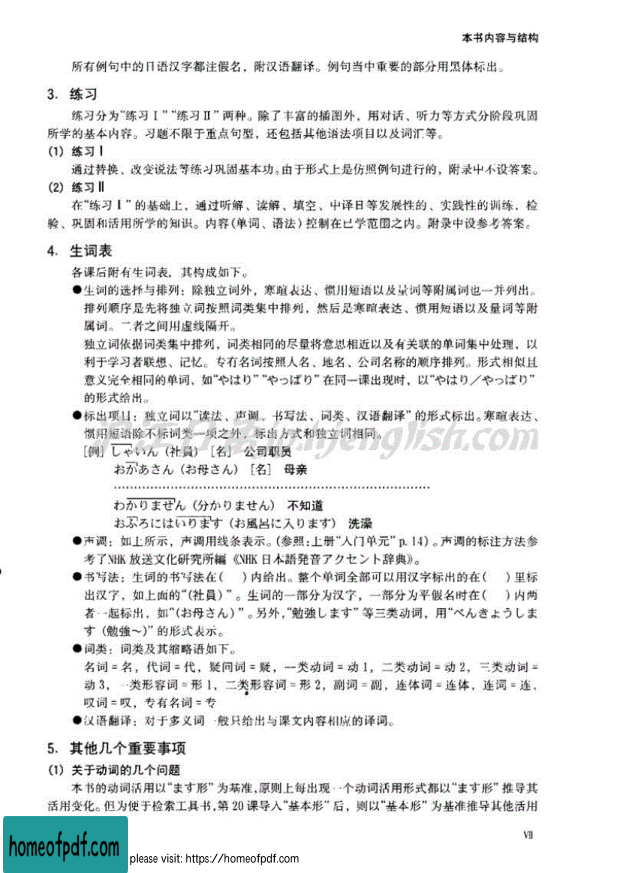 本书内容与结构
所有例句中的日语汉字都注假名，附汉语翻译。例句当中重要的部分用黑体标出。
3．练习
练习分为“练习Ⅰ”“练习Ⅱ”两种。除了丰富的插图外，用对话、听力等方式分阶段巩固
所学的基本内容。习题不限于重点句型，还包括其他语法项目以及词汇等。
(1) 练习Ⅰ
通过替换、改变说法等练习巩固基本功。由于形式上是仿照例句进行的，附录中不设答案。
(2) 练习Ⅱ
在“练习Ⅰ”的基础上，通过听解、读解、填空、中译日等发展性的、实践性的训练，检
验、巩固和活用所学的知识。内容(单词、语法)控制在已学范围之内。附录中设参考答案。
4．生词表
各课后附有生词表，其构成如下。
●生词的选择与排列：除独立词外，寒暄表达、惯用短语以及量词等附属词也一并列出。
排列顺序是先将独立词按照词类集中排列，然后是寒暄表达、惯用短语以及量词等附
属词。二者之间用虚线隔开。
独立词依据词类集中排列，词类相同的尽量将意思相近以及有关联的单词集中处理，以
利于学习者联想、记忆。专有名词按照人名、地名、公司名称的顺序排列。形式相似且
意义完全相同的单词，如“やはり”“やっぱり”在同一课出现时，以“やはり／やっぱり”
的形式给出。
●标出项目：独立词以“读法、声调、书写法、词类、汉语翻译”的形式标出。寒暄表达、
惯用短语除不标词类一项之外，标出方式和独立词相同。
[例] しゃいん（社員）[名] 公司职员
おかあさん（お母さん）[名] 母亲
わかりません（分かりません）不知道
おふろにはいります（お風呂に入ります）洗澡
●声调：如上所示，声调用线条表示。(参照：上册“入门单元”p. 14)。声调的标注方法参
考了NHK放送文化研究所編《NHK日本語発音アクセント辞典》。
●书写法：生词的书写法在( )内给出。整个单词全部可以用汉字标出的在( )里标
出汉字，如上面的“(社員)”。生词的一部分为汉字，一部分为平假名时在( )内两
者一起标出，如“(お母さん)”。另外，“勉強します”等三类动词，用“べんきょうしま
す（勉強～）”的形式表示。
●词类：词类及其缩略语如下。
名词＝名，代词＝代，疑问词＝疑，一类动词＝动1，二类动词＝动2，三类动词＝
动3，一类形容词＝形1，二类形容词＝形2，副词＝副，连体词＝连体，连词＝连，
叹词＝叹，专有名词＝专
●汉语翻译：对于多义词一般只给出与课文内容相应的译词。
5．其他几个重要事项
(1) 关于动词的几个问题
本书的动词活用以“ます形”为基准，原则上每出现一个动词活用形式都以“ます形”推导其
活用变化。但为便于检索工具书，第20课导入“基本形”后，则以“基本形”为基准推导其他活用
VII
homeofpdf.com
please visit: https://homeofpdf.com